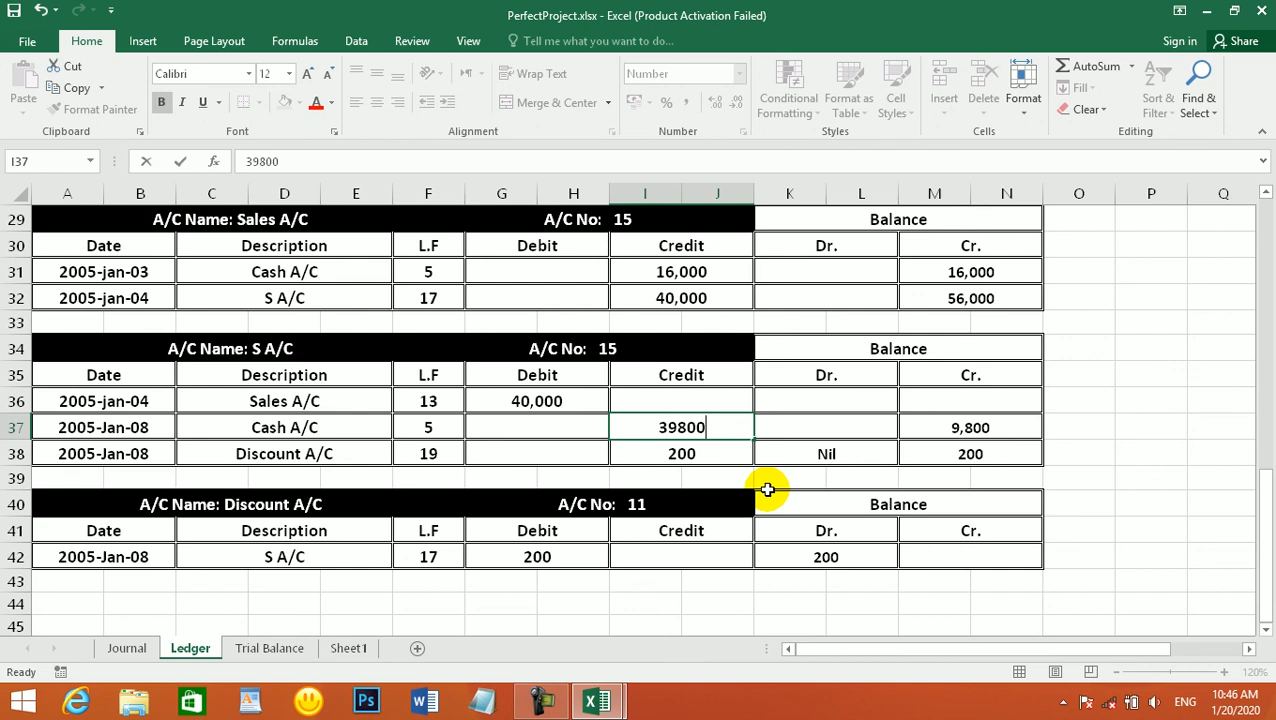 PerfectProject.xlsx - Excel (Product Activation Failed)
File Home Insert Page Layout Formulas Data Review View Tell me what you want to do... Sign in Share
Paste Cut Copy Format Painter Clipboard
Calibri 12 A A B I U A Font
Wrap Text Merge & Center Alignment
Number % , Number
Conditional Formatting Format as Table Cell Styles Styles
Insert Delete Format Cells
AutoSum Fill Clear Sort & Filter Find & Select Editing
I37 fx 39800
A B C D E F G H I J K L M N O P Q
29 A/C Name: Sales A/C A/C No: 15 Balance
30 Date Description L.F Debit Credit Dr. Cr.
31 2005-jan-03 Cash A/C 5 16,000 16,000
32 2005-jan-04 S A/C 17 40,000 56,000
33
34 A/C Name: S A/C A/C No: 15 Balance
35 Date Description L.F Debit Credit Dr. Cr.
36 2005-jan-04 Sales A/C 13 40,000
37 2005-Jan-08 Cash A/C 5 39800 9,800
38 2005-Jan-08 Discount A/C 19 200 Nil 200
39
40 A/C Name: Discount A/C A/C No: 11 Balance
41 Date Description L.F Debit Credit Dr. Cr.
42 2005-Jan-08 S A/C 17 200 200
43
44
45
Journal Ledger Trial Balance Sheet1
Ready 120%
ENG 10:46 AM
1/20/2020